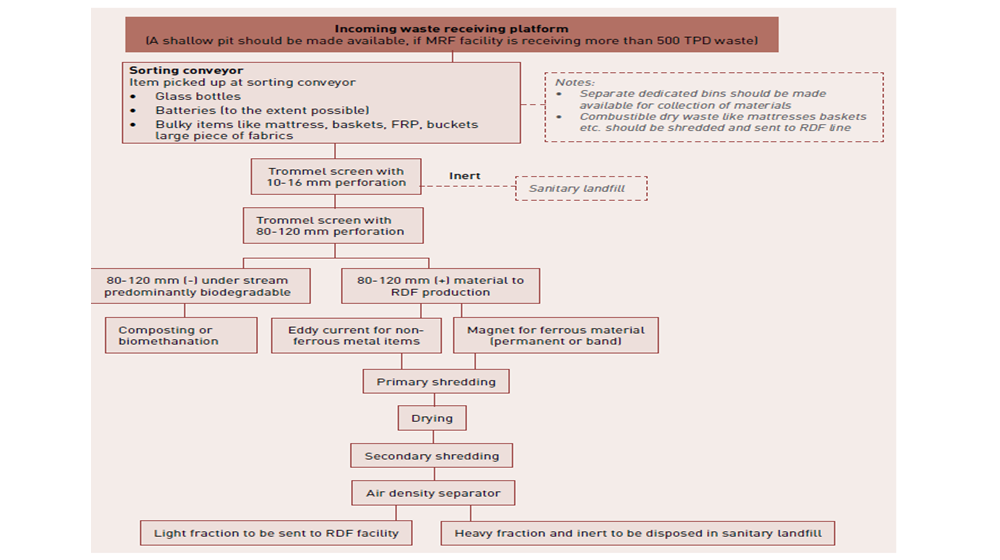 Incoming waste receiving platform
(A shallow pit should be made available, if MRF facility is receiving more than 500 TPD waste)
Sorting conveyor
Item picked up at sorting conveyor
• Glass bottles
• Batteries (to the extent possible)
• Bulky items like mattress, baskets, FRP, buckets
large piece of fabrics
Notes:
• Separate dedicated bins should be made
available for collection of materials
• Combustible dry waste like mattresses baskets
etc. should be shredded and sent to RDF line
Trommel screen with
10-16 mm perforation
Inert
Sanitary landfill
Trommel screen with
80-120 mm perforation
80-120 mm (-) under stream
predominantly biodegradable
80-120 mm (+) material to
RDF production
Composting or
biomethanation
Eddy current for non-
ferrous metal items
Magnet for ferrous material
(permanent or band)
Primary shredding
Drying
Secondary shredding
Air density separator
Light fraction to be sent to RDF facility
Heavy fraction and inert to be disposed in sanitary landfill